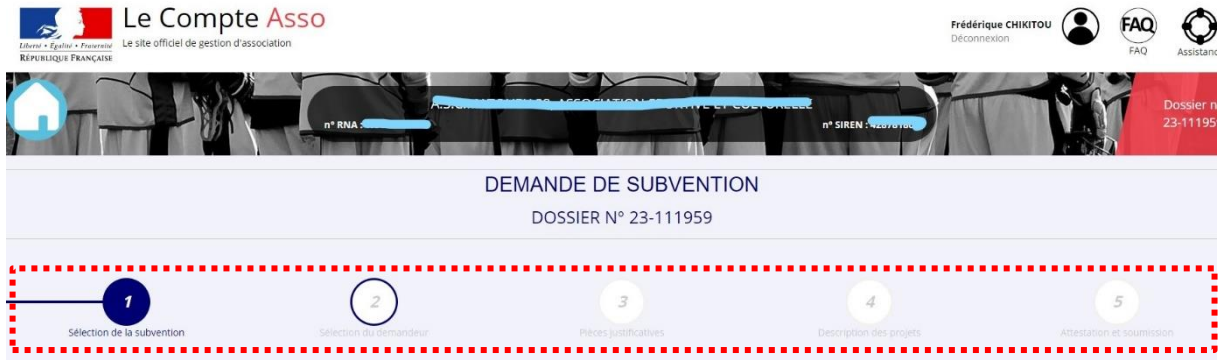 Le Compte Asso
Le site officiel de gestion d'association
Liberté • Égalité • Fraternité
RÉPUBLIQUE FRANÇAISE
Frédérique CHIKITOU
Déconnexion
FAQ
FAQ
Assistanc
n° RNA :
n° SIREN :
Dossier n
23-11195
DEMANDE DE SUBVENTION
DOSSIER N° 23-111959
1
Sélection de la subvention
2
Sélection du demandeur
3
Pièces justificatives
4
Description des projets
5
Attestation et soumission